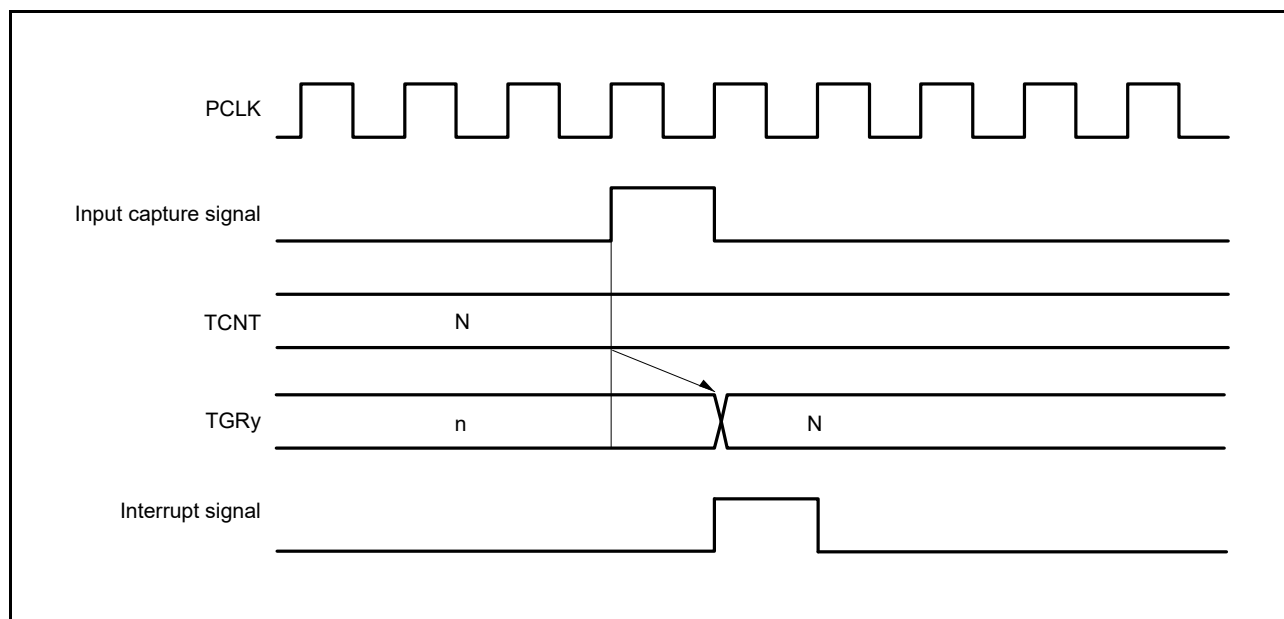 PCLK
Input capture signal
TCNT
N
TGRy
n
N
Interrupt signal